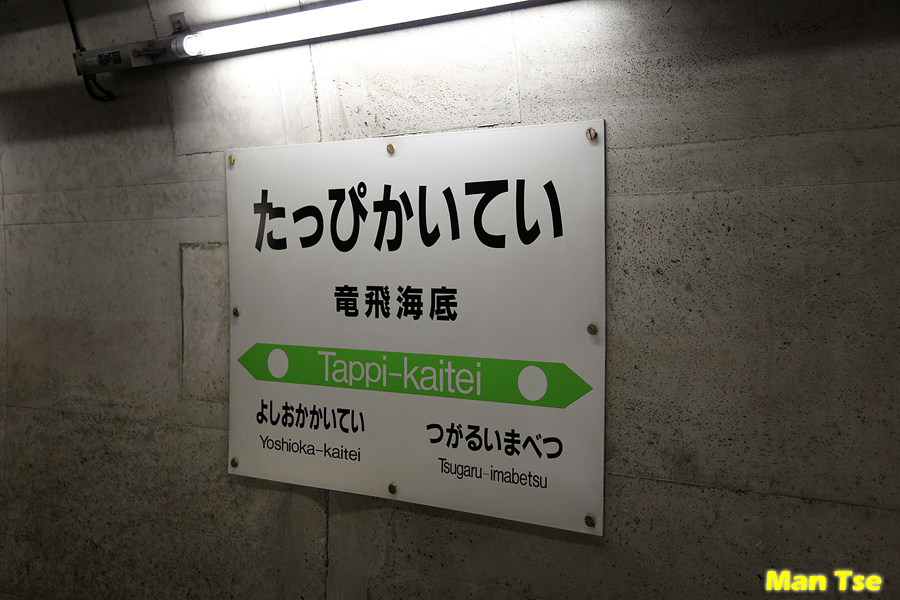 たっぴかいてい
竜飛海底
Tappi-kaitei
よしおかかいてい
Yoshioka-kaitei
つがるいまべつ
Tsugaru-imabetsu
Man Tse